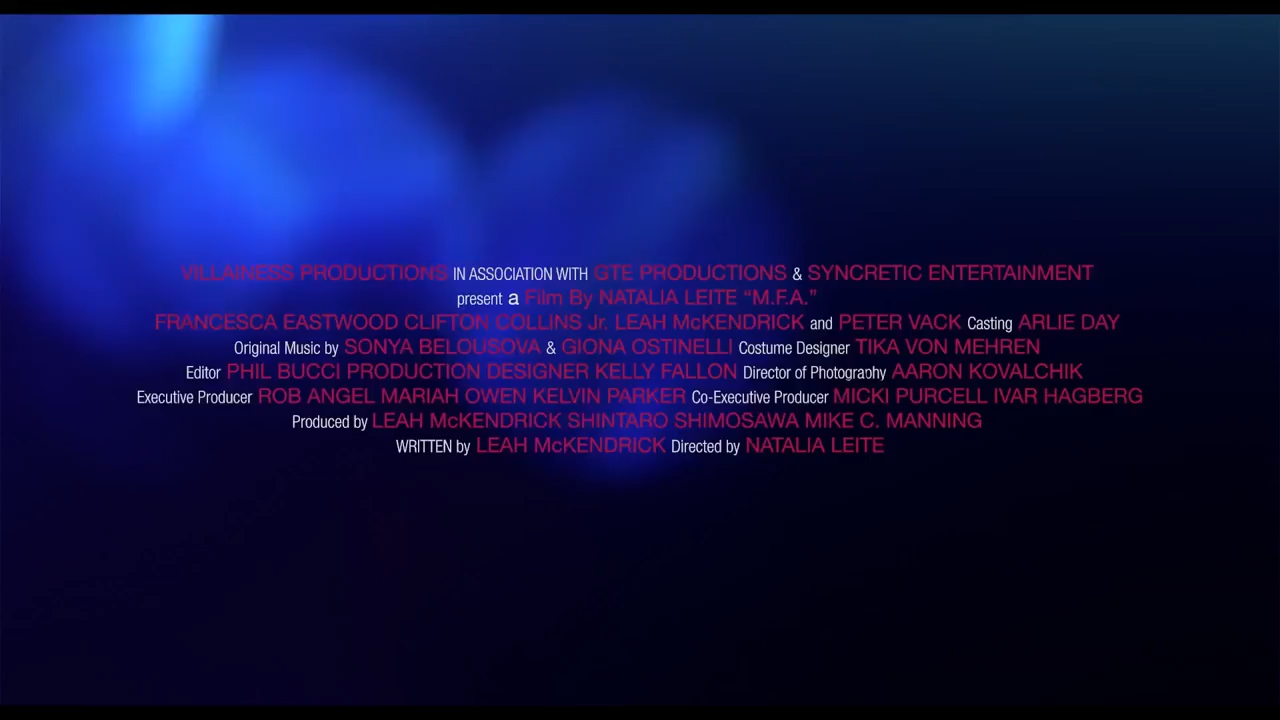 VILLAINESS PRODUCTIONS IN ASSOCIATION WITH GTE PRODUCTIONS & SYNCRETIC ENTERTAINMENT
present a Film By NATALIA LEITE “M.F.A.”
FRANCESCA EASTWOOD CLIFTON COLLINS Jr. LEAH McKENDRICK and PETER VACK Casting ARLIE DAY
Original Music by SONYA BELOUSOVA & GIONA OSTINELLI Costume Designer TIKA VON MEHREN
Editor PHIL BUCCI PRODUCTION DESIGNER KELLY FALLON Director of Photography AARON KOVALCHIK
Executive Producer ROB ANGEL MARIAH OWEN KELVIN PARKER Co-Executive Producer MICKI PURCELL IVAR HAGBERG
Produced by LEAH McKENDRICK SHINTARO SHIMOSAWA MIKE C. MANNING
WRITTEN by LEAH McKENDRICK Directed by NATALIA LEITE